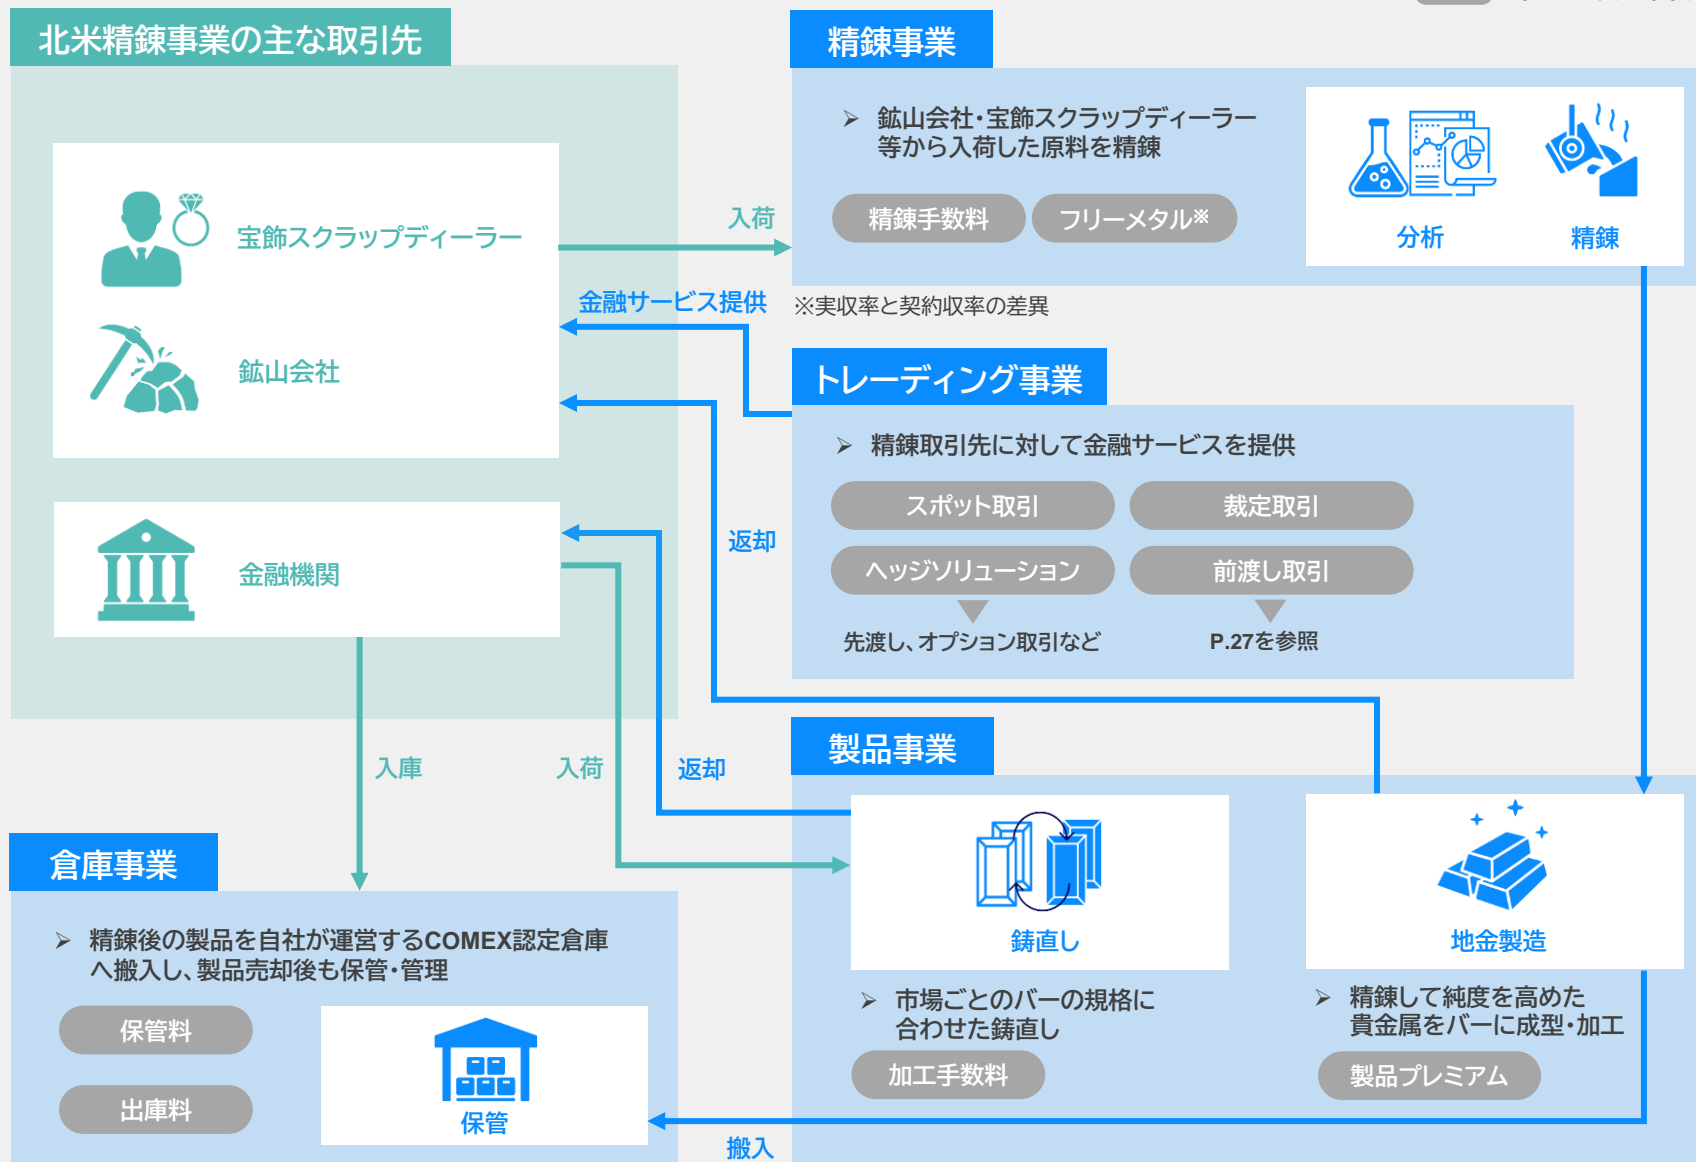 北米精錬事業の主な取引先
宝飾スクラップディーラー
鉱山会社
金融機関
入荷
金融サービス提供
返却
入庫
入荷
返却
精錬事業
➢ 鉱山会社・宝飾スクラップディーラー
等から入荷した原料を精錬
精錬手数料
フリーメタル※
分析
精錬
※実収率と契約収率の差異
トレーディング事業
➢ 精錬取引先に対して金融サービスを提供
スポット取引
裁定取引
ヘッジソリューション
前渡し取引
先渡し、オプション取引など
P.27を参照
製品事業
鋳直し
➢ 市場ごとのバーの規格に
合わせた鋳直し
加工手数料
地金製造
➢ 精錬して純度を高めた
貴金属をバーに成型・加工
製品プレミアム
倉庫事業
➢ 精錬後の製品を自社が運営するCOMEX認定倉庫
へ搬入し、製品売却後も保管・管理
保管料
出庫料
保管
搬入